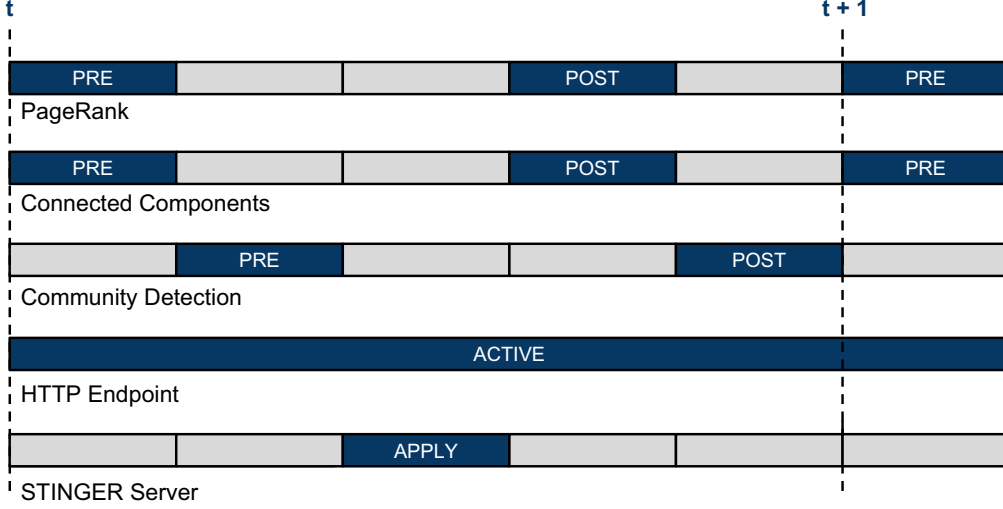 t t + 1
PRE POST PRE
PageRank
PRE POST PRE
Connected Components
PRE POST
Community Detection
ACTIVE
HTTP Endpoint
APPLY
STINGER Server